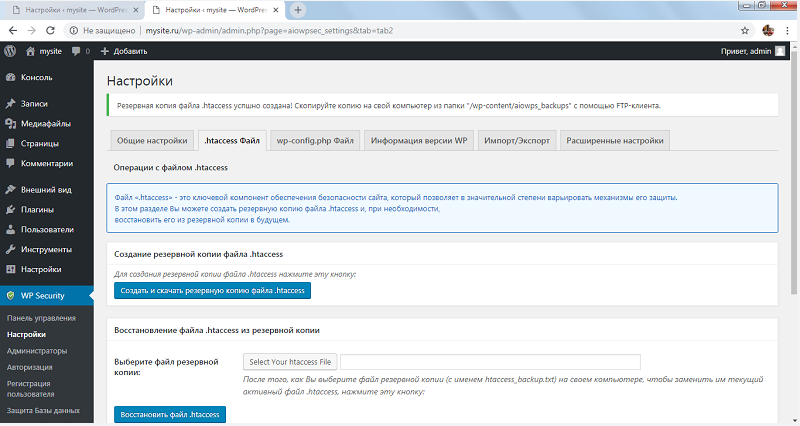 Настройки ‹ mysite — WordPre
Настройки ‹ mysite — WordPre
Не защищено
mysite.ru/wp-admin/admin.php?page=aiowpsec_settings&tab=tab2
mysite
0
Добавить
Привет, admin
Консоль
Записи
Медиафайлы
Страницы
Комментарии
Внешний вид
Плагины
Пользователи
Инструменты
Настройки
WP Security
Панель управления
Настройки
Администраторы
Авторизация
Регистрация
пользователя
Защита Базы данных
Настройки
Резервная копия файла .htaccess успшно создана! Скопируйте копию на свой компьютер из папки "/wp-content/aiowps_backups" с помощью FTP-клиента.
Общие настройки
.htaccess Файл
wp-config.php Файл
Информация версии WP
Импорт/Экспорт
Расширенные настройки
Операции с файлом .htaccess
Файл «.htaccess» - это ключевой компонент обеспечения безопасности сайта, который позволяет в значительной степени варьировать механизмы его защиты.
В этом разделе Вы можете создать резервную копию файла .htaccess и, при необходимости,
восстановить его из резервной копии в будущем.
Создание резервной копии файла .htaccess
Для создания резервной копии файла .htaccess нажмите эту кнопку:
Создать и скачать резервную копию файла .htaccess
Восстановление файла .htaccess из резервной копии
Выберите файл резервной
копии:
Select Your htaccess File
После того, как Вы выберите файл резервной копии (с именем htaccess_backup.txt) на своем компьютере, чтобы заменить им текущий
активный файл .htaccess, нажмите эту кнопку:
Восстановить файл .htaccess